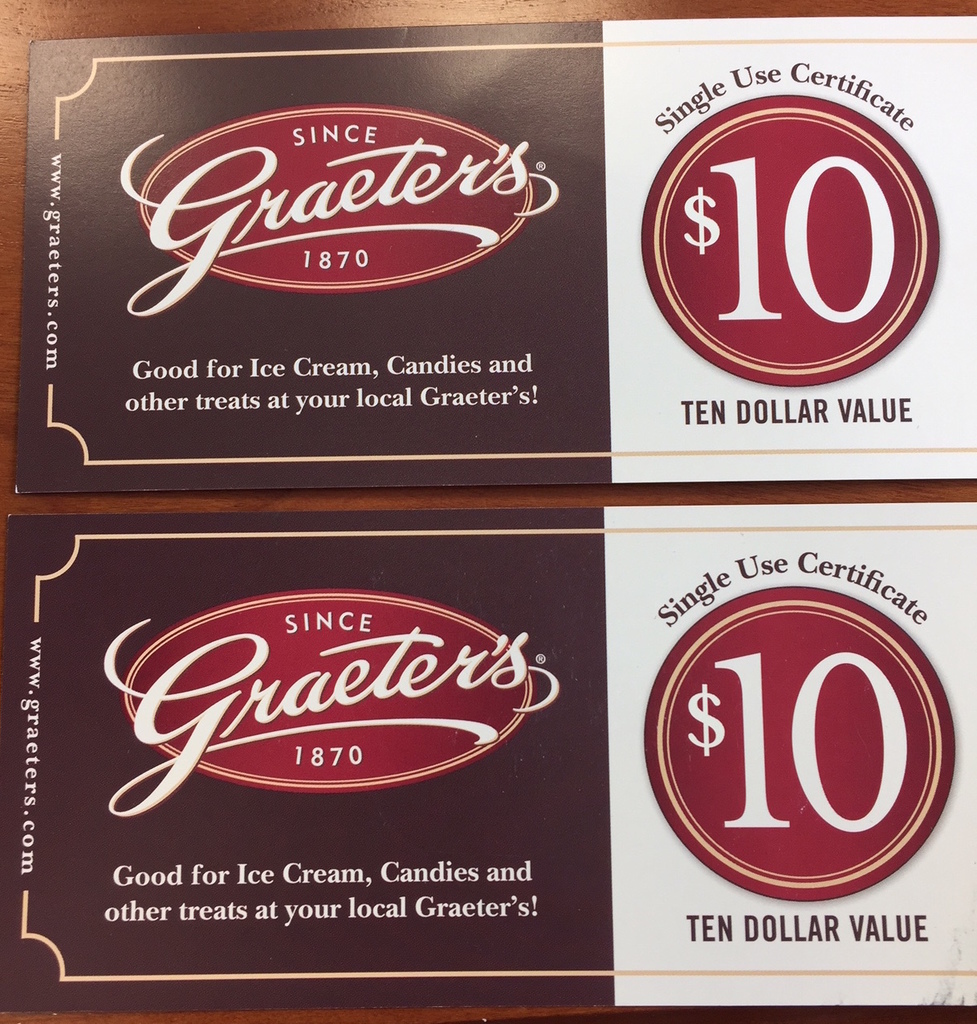 www.graeters.com
SINCE
Graeter's®
1870
Good for Ice Cream, Candies and
other treats at your local Graeter's!
Single Use Certificate
$10
TEN DOLLAR VALUE
www.graeters.com
SINCE
Graeter's®
1870
Good for Ice Cream, Candies and
other treats at your local Graeter's!
Single Use Certificate
$10
TEN DOLLAR VALUE